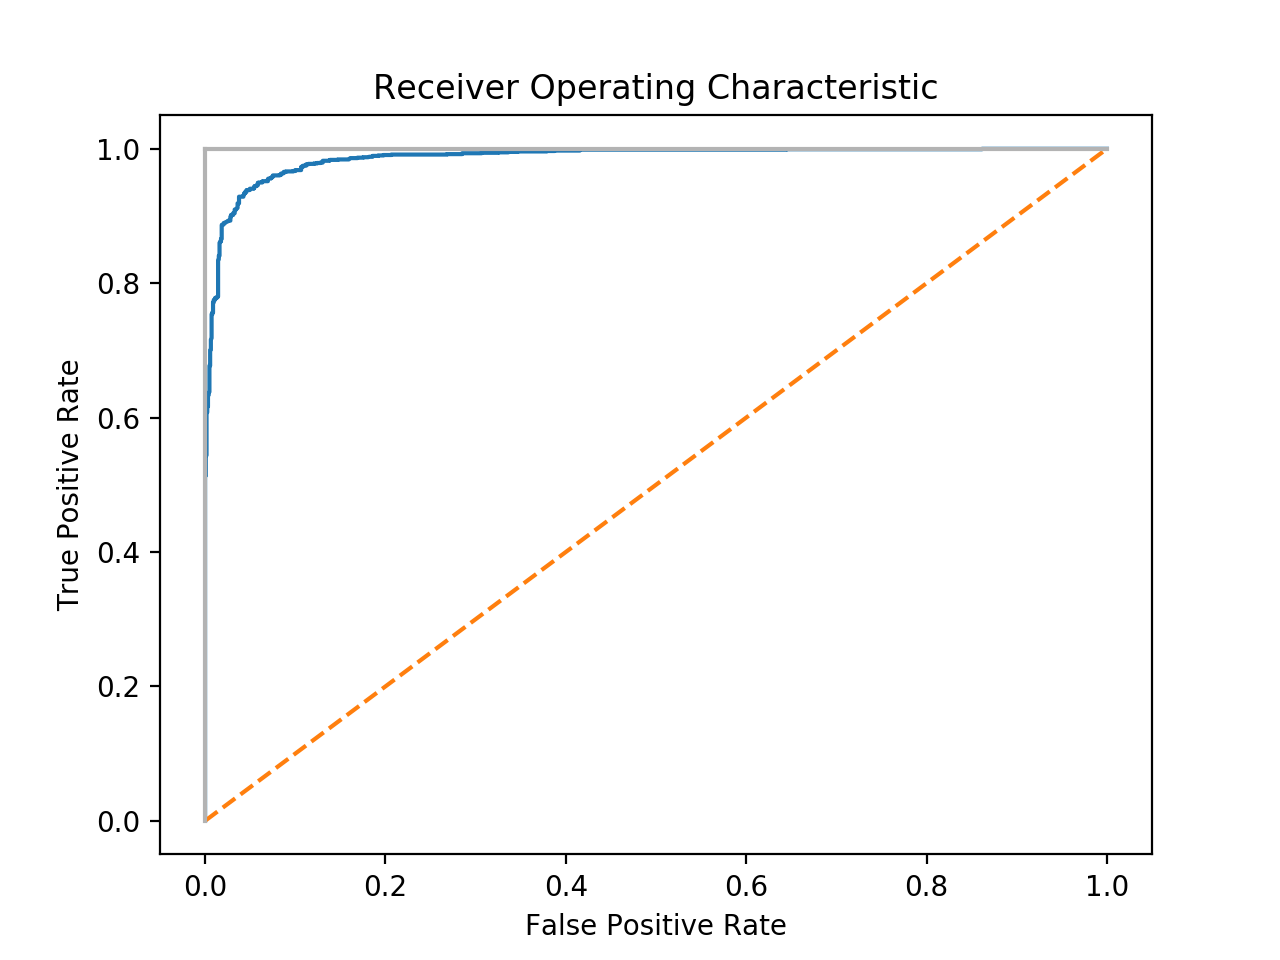 Receiver Operating Characteristic
1.0
0.8
0.6
0.4
0.2
0.0
True Positive Rate
0.0 0.2 0.4 0.6 0.8 1.0
False Positive Rate